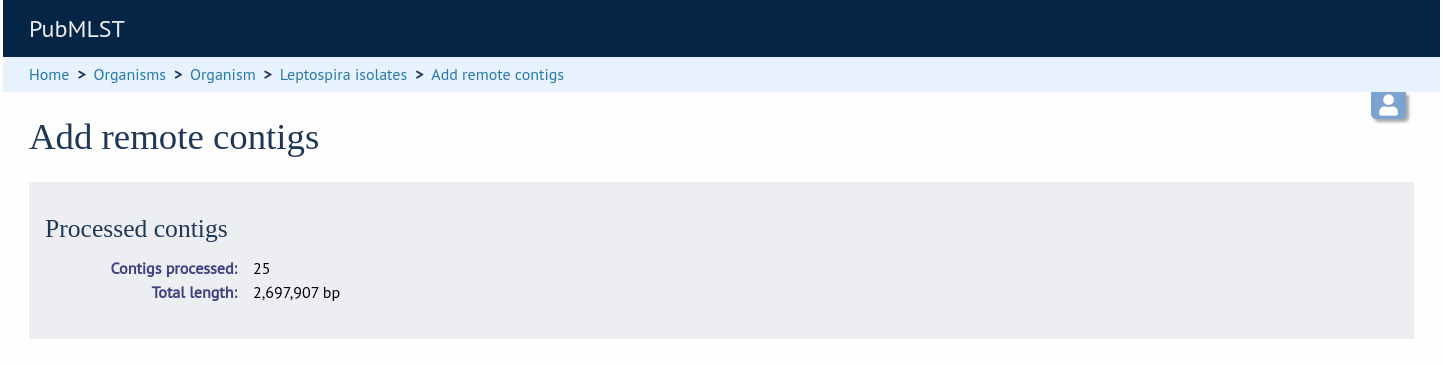 PubMLST
Home > Organisms > Organism > Leptospira isolates > Add remote contigs
Add remote contigs
Processed contigs
Contigs processed: 25
Total length: 2,697,907 bp